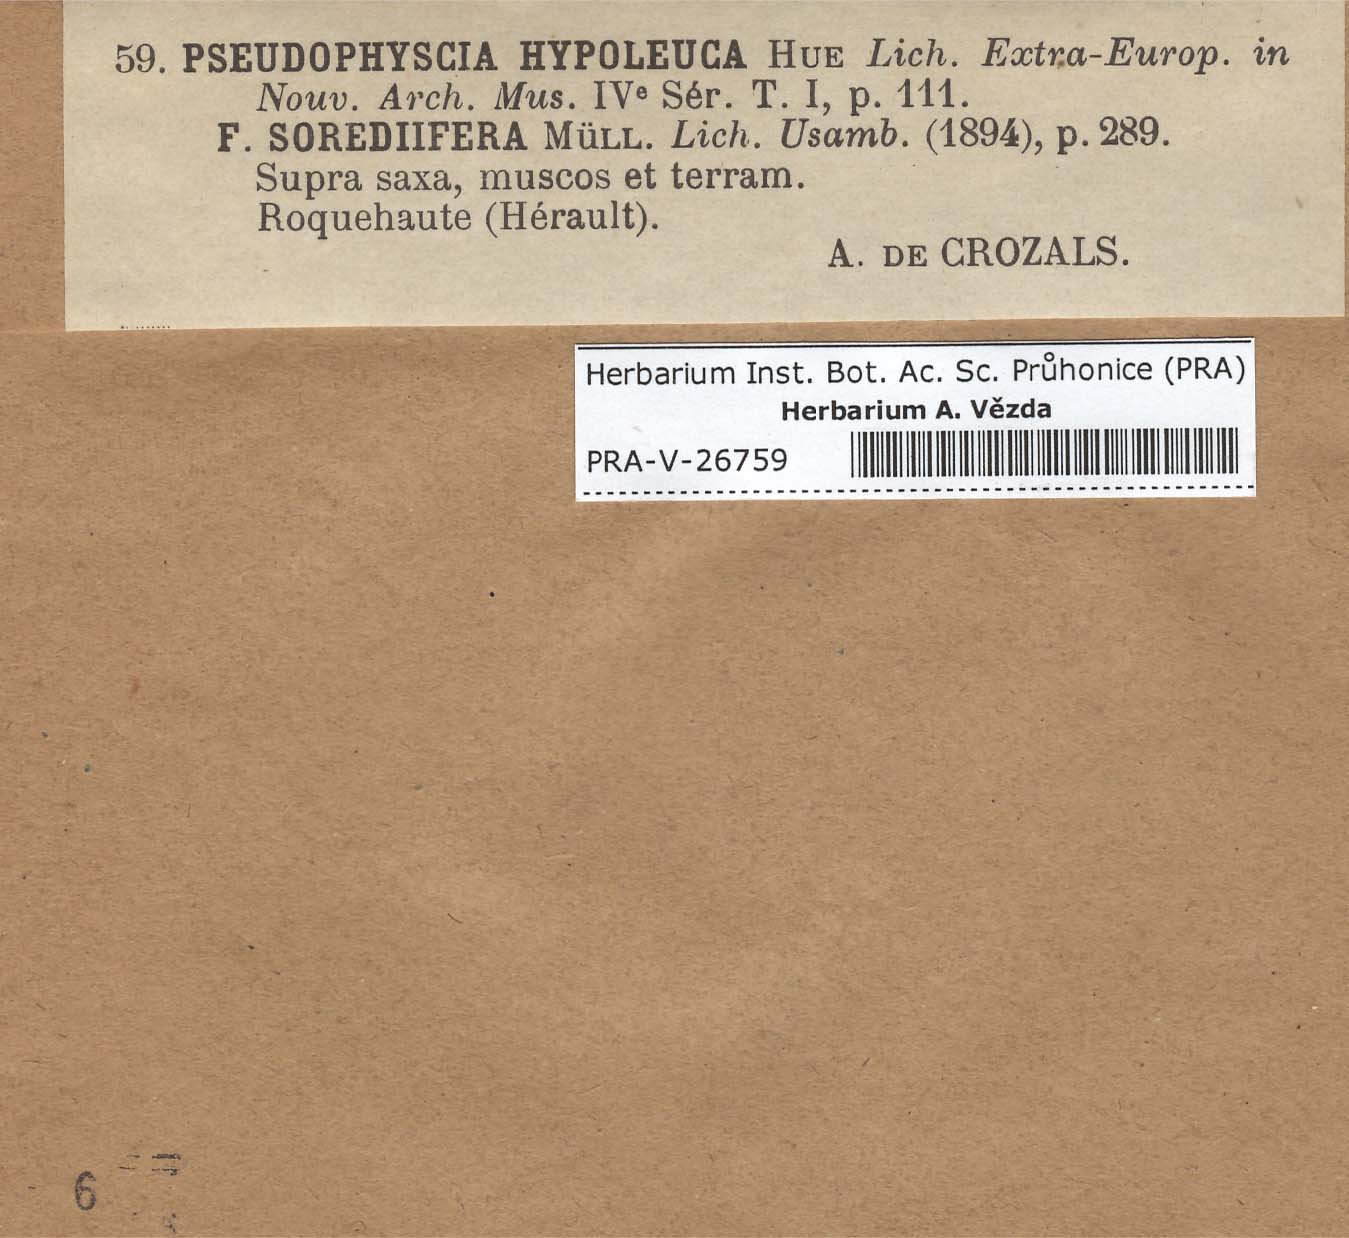 59. PSEUDOPHYSCIA HYPOLEUCA HUE Lich. Extra-Europ. in
Nouv. Arch. Mus. IVᵉ Sér. T. I, p. 111.
F. SOREDIIFERA MÜLL. Lich. Usamb. (1894), p. 289.
Supra saxa, muscos et terram.
Roquehaute (Hérault).
A. DE CROZALS.
Herbarium Inst. Bot. Ac. Sc. Průhonice (PRA)
Herbarium A. Vězda
PRA-V-26759
6